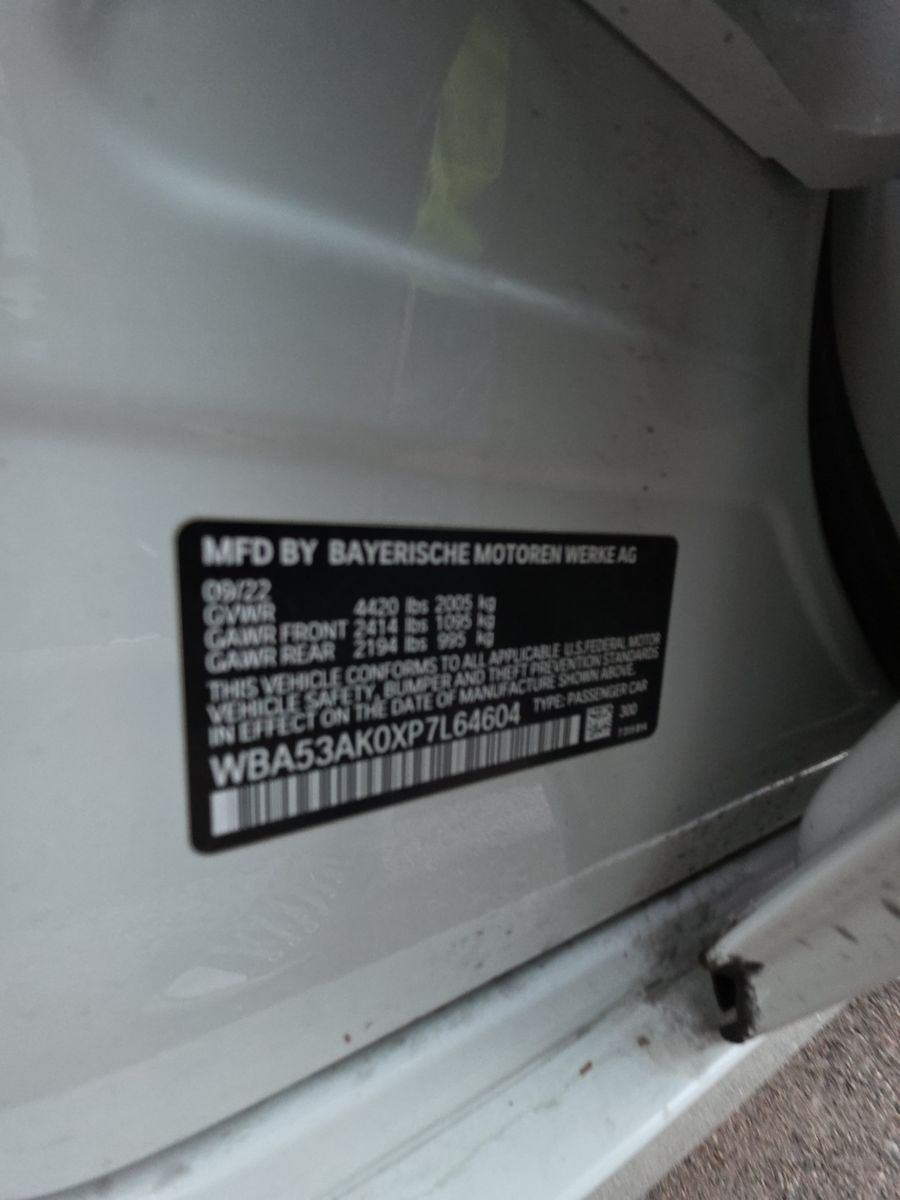 MFD BY BAYERISCHE MOTOREN WERKE AG
09/22
GVWR 4420 lbs 2005 kg
GAWR FRONT 2414 lbs 1095 kg
GAWR REAR 2194 lbs 995 kg
THIS VEHICLE CONFORMS TO ALL APPLICABLE U.S.FEDERAL MOTOR
VEHICLE SAFETY, BUMPER AND THEFT PREVENTION STANDARDS
IN EFFECT ON THE DATE OF MANUFACTURE SHOWN ABOVE.
WBA53AK0XP7L64604 TYPE: PASSENGER CAR
300